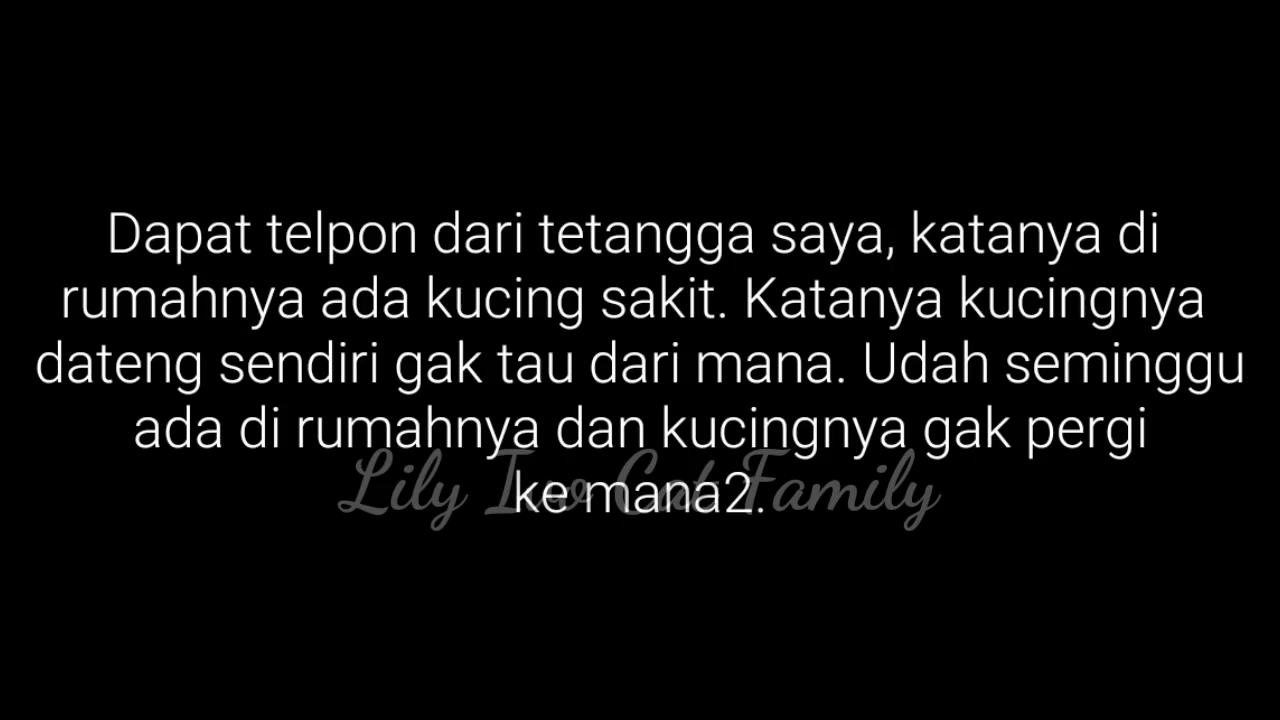 Dapat telpon dari tetangga saya, katanya di
rumahnya ada kucing sakit. Katanya kucingnya
dateng sendiri gak tau dari mana. Udah seminggu
ada di rumahnya dan kucingnya gak pergi
ke mana2.
Lily Cat Family